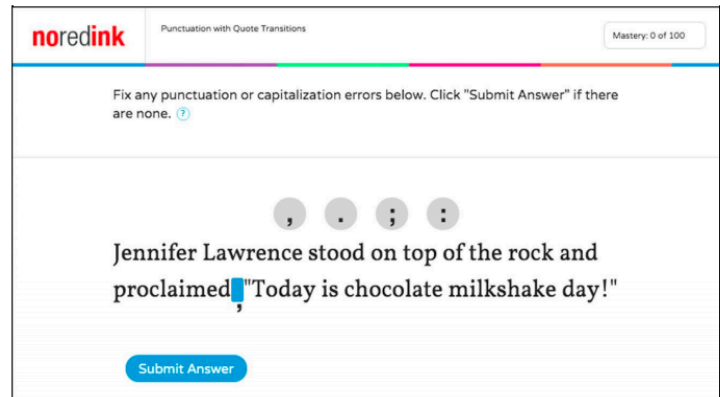 noredink
Punctuation with Quote Transitions
Mastery: 0 of 100
Fix any punctuation or capitalization errors below. Click "Submit Answer" if there
are none. ?
, . ; :
Jennifer Lawrence stood on top of the rock and
proclaimed, "Today is chocolate milkshake day!"
Submit Answer